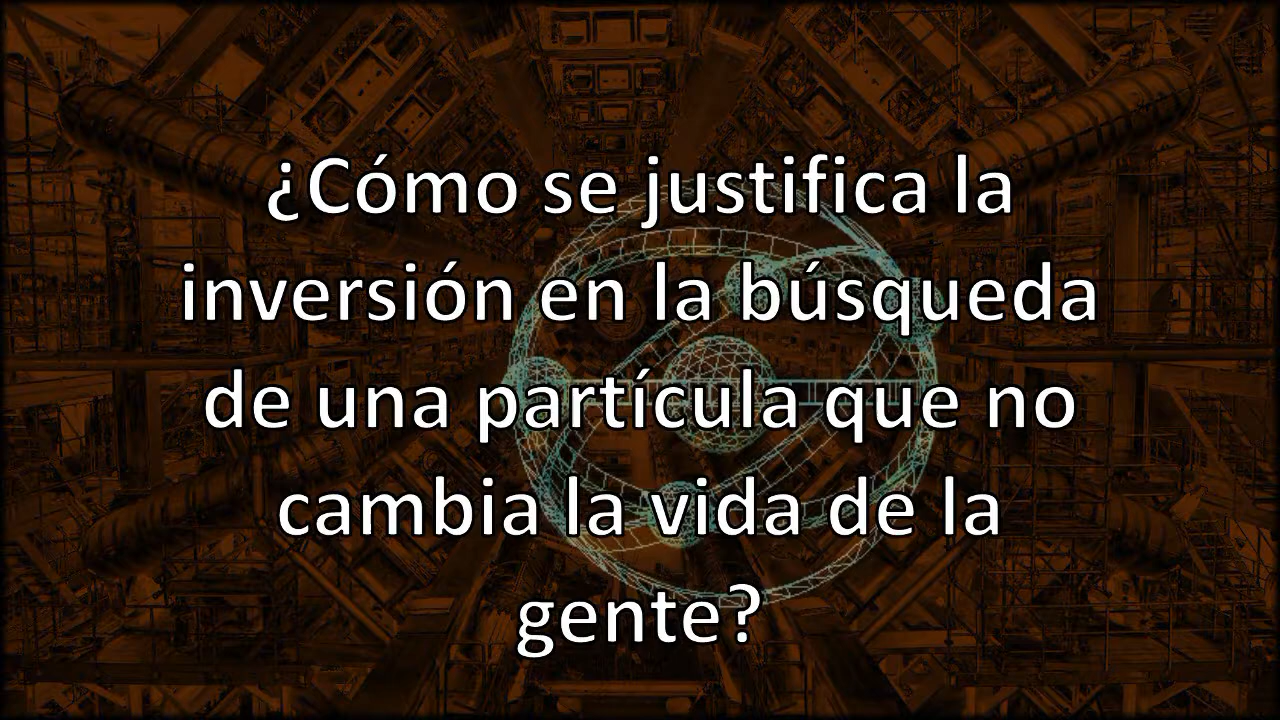 ¿Cómo se justifica la
inversión en la búsqueda
de una partícula que no
cambia la vida de la
gente?